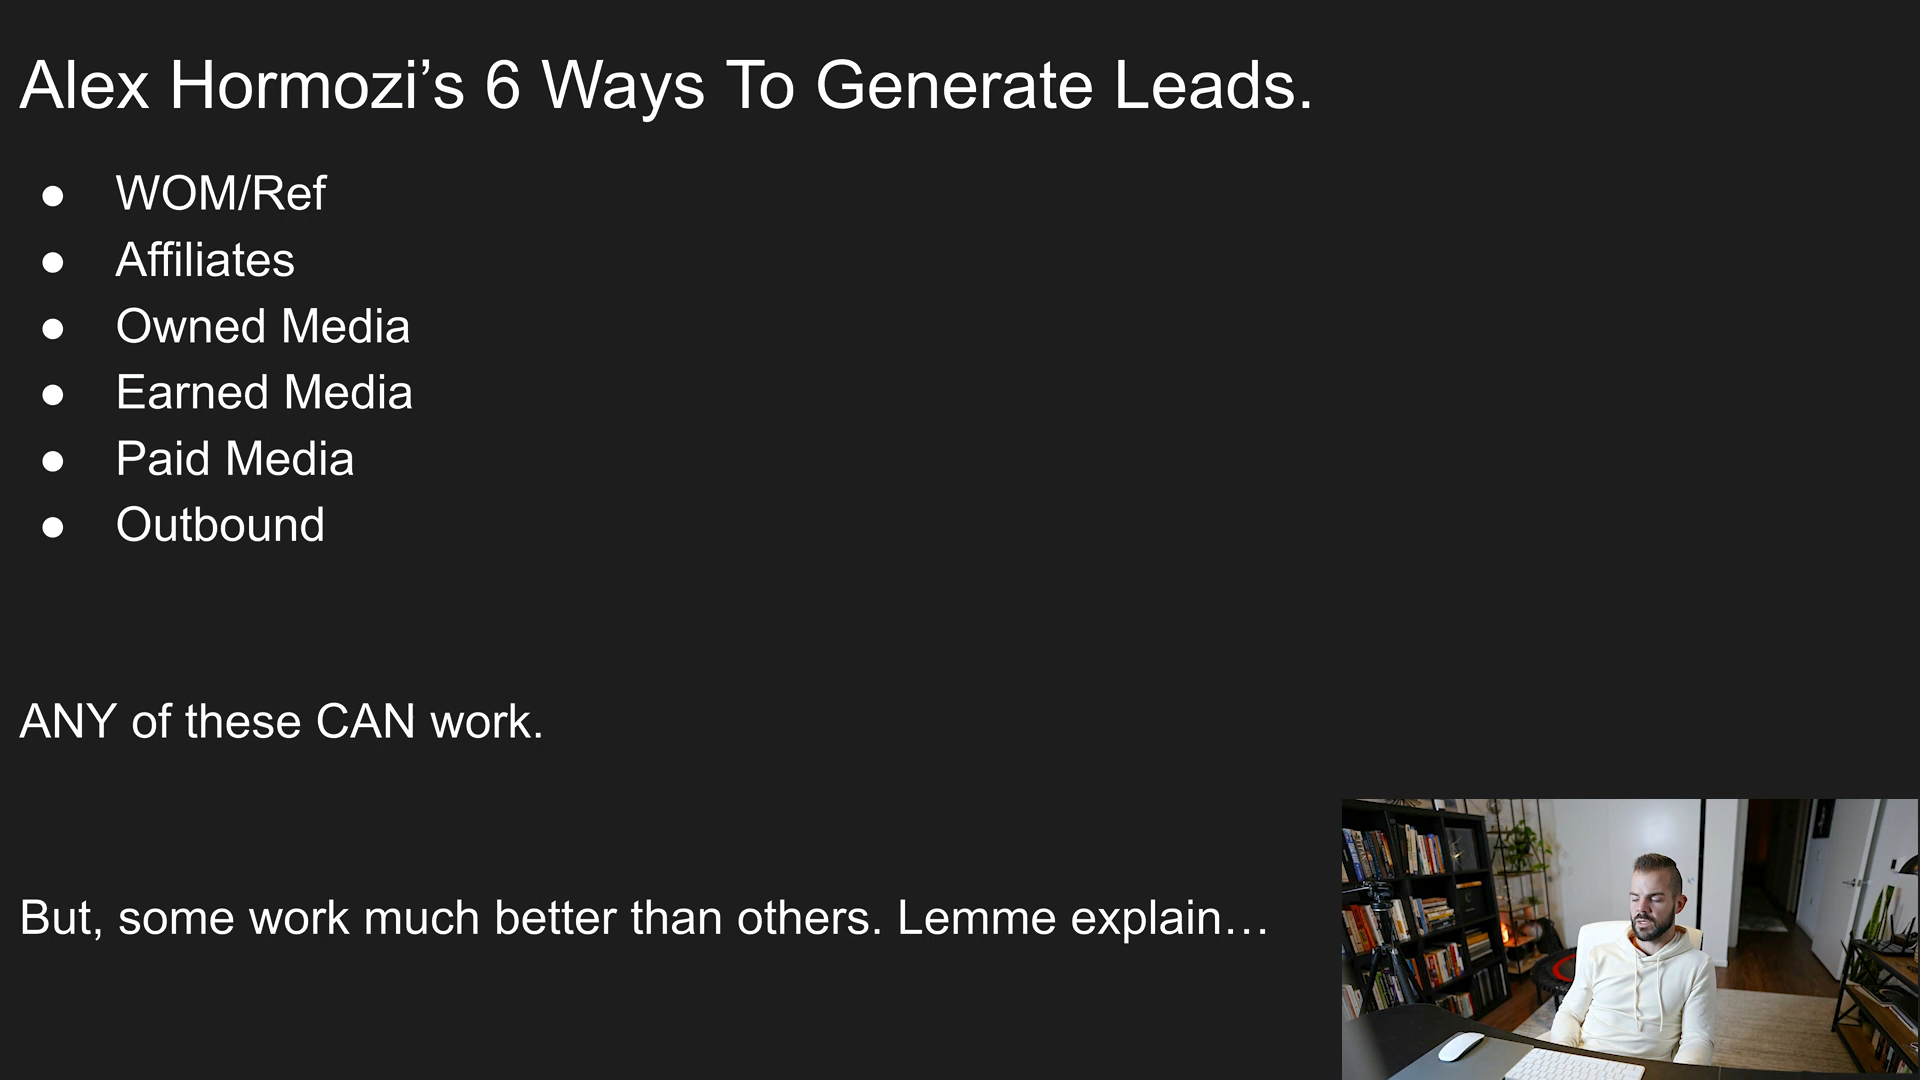 Alex Hormozi’s 6 Ways To Generate Leads.
● WOM/Ref
● Affiliates
● Owned Media
● Earned Media
● Paid Media
● Outbound
ANY of these CAN work.
But, some work much better than others. Lemme explain…